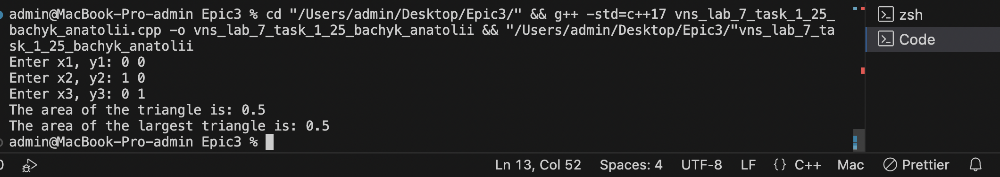 admin@MacBook-Pro-admin Epic3 % cd "/Users/admin/Desktop/Epic3/" && g++ -std=c++17 vns_lab_7_task_1_25_
bachyk_anatolii.cpp -o vns_lab_7_task_1_25_bachyk_anatolii && "/Users/admin/Desktop/Epic3/"vns_lab_7_ta
sk_1_25_bachyk_anatolii
Enter x1, y1: 0 0
Enter x2, y2: 1 0
Enter x3, y3: 0 1
The area of the triangle is: 0.5
The area of the largest triangle is: 0.5
admin@MacBook-Pro-admin Epic3 %
zsh
Code
0
Ln 13, Col 52 Spaces: 4 UTF-8 LF {} C++ Mac Prettier